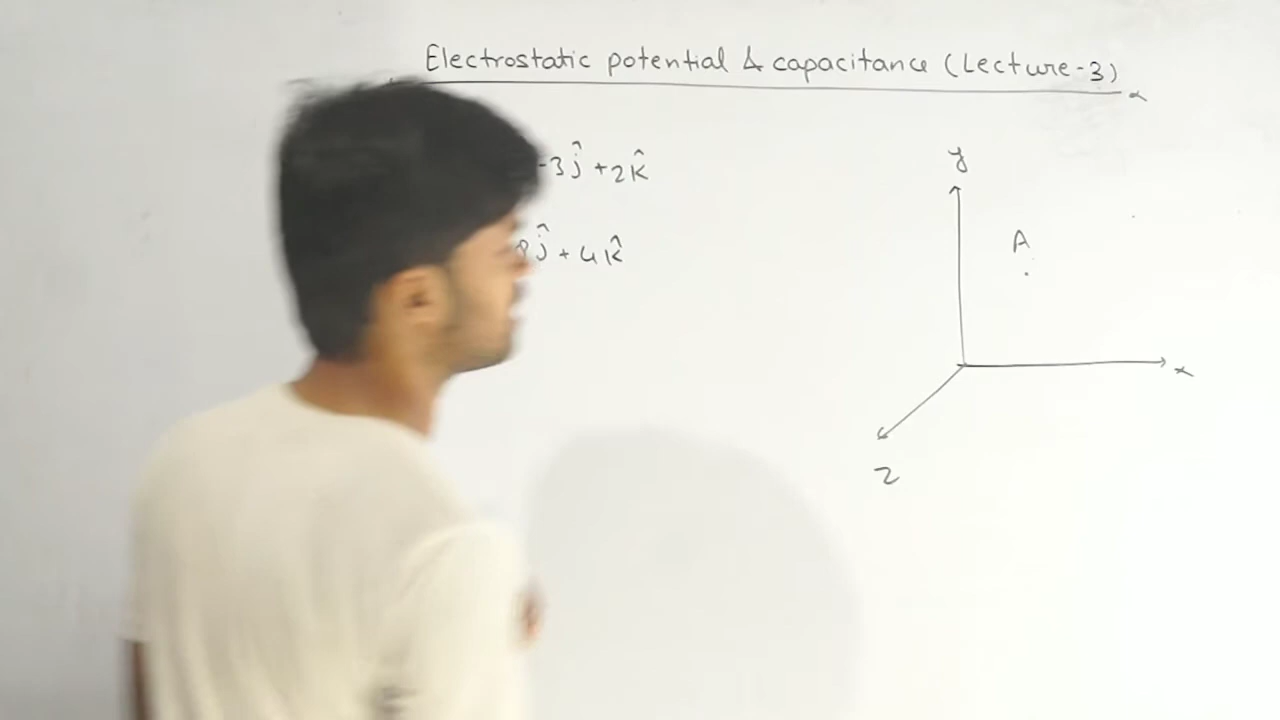 Electrostatic potential & capacitance (Lecture-3)
-3ĵ + 2k̂
ĵ + 4k̂
y
A
x
z